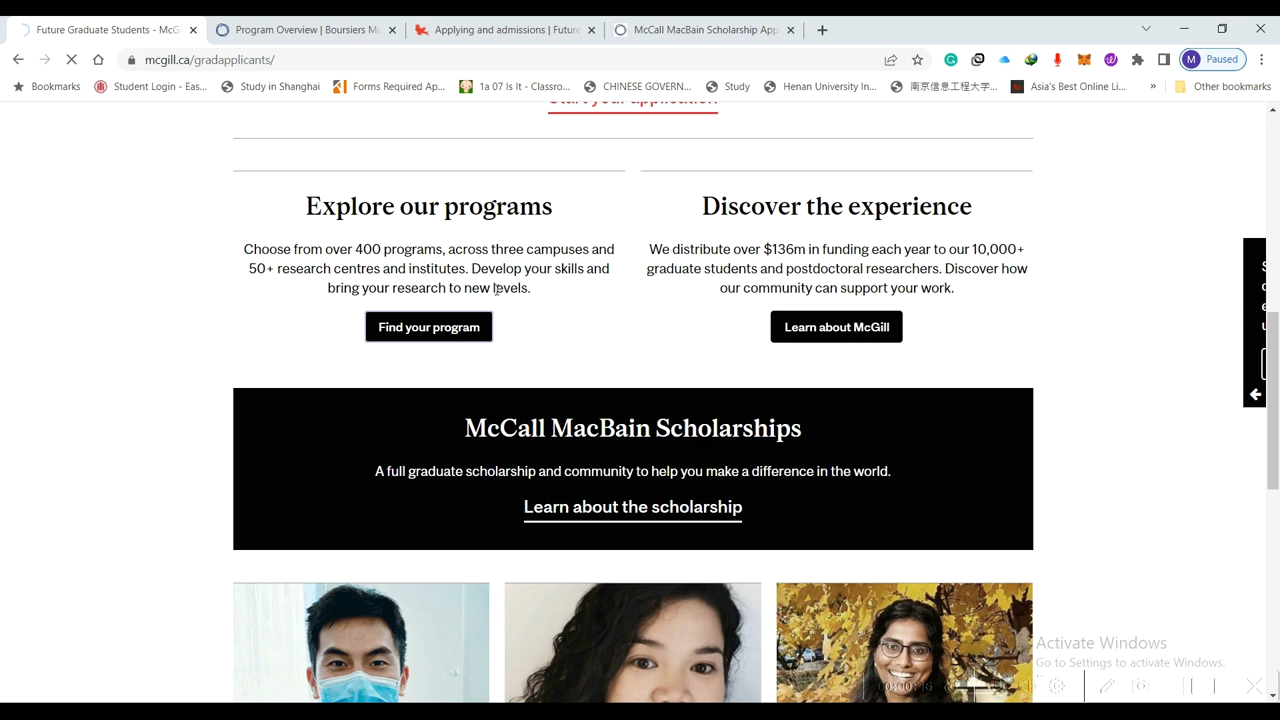 Future Graduate Students - McG
Program Overview | Boursiers Mc
Applying and admissions | Future
McCall MacBain Scholarship App
mcgill.ca/gradapplicants/
M Paused
Bookmarks
Student Login - Eas...
Study in Shanghai
Forms Required Ap...
1a 07 Is It - Classro...
CHINESE GOVERN...
Study
Henan University In...
南京信息工程大学...
Asia's Best Online Li...
Other bookmarks
Start your application
Explore our programs
Choose from over 400 programs, across three campuses and
50+ research centres and institutes. Develop your skills and
bring your research to new levels.
Find your program
Discover the experience
We distribute over $136m in funding each year to our 10,000+
graduate students and postdoctoral researchers. Discover how
our community can support your work.
Learn about McGill
McCall MacBain Scholarships
A full graduate scholarship and community to help you make a difference in the world.
Learn about the scholarship
Activate Windows
Go to Settings to activate Windows.